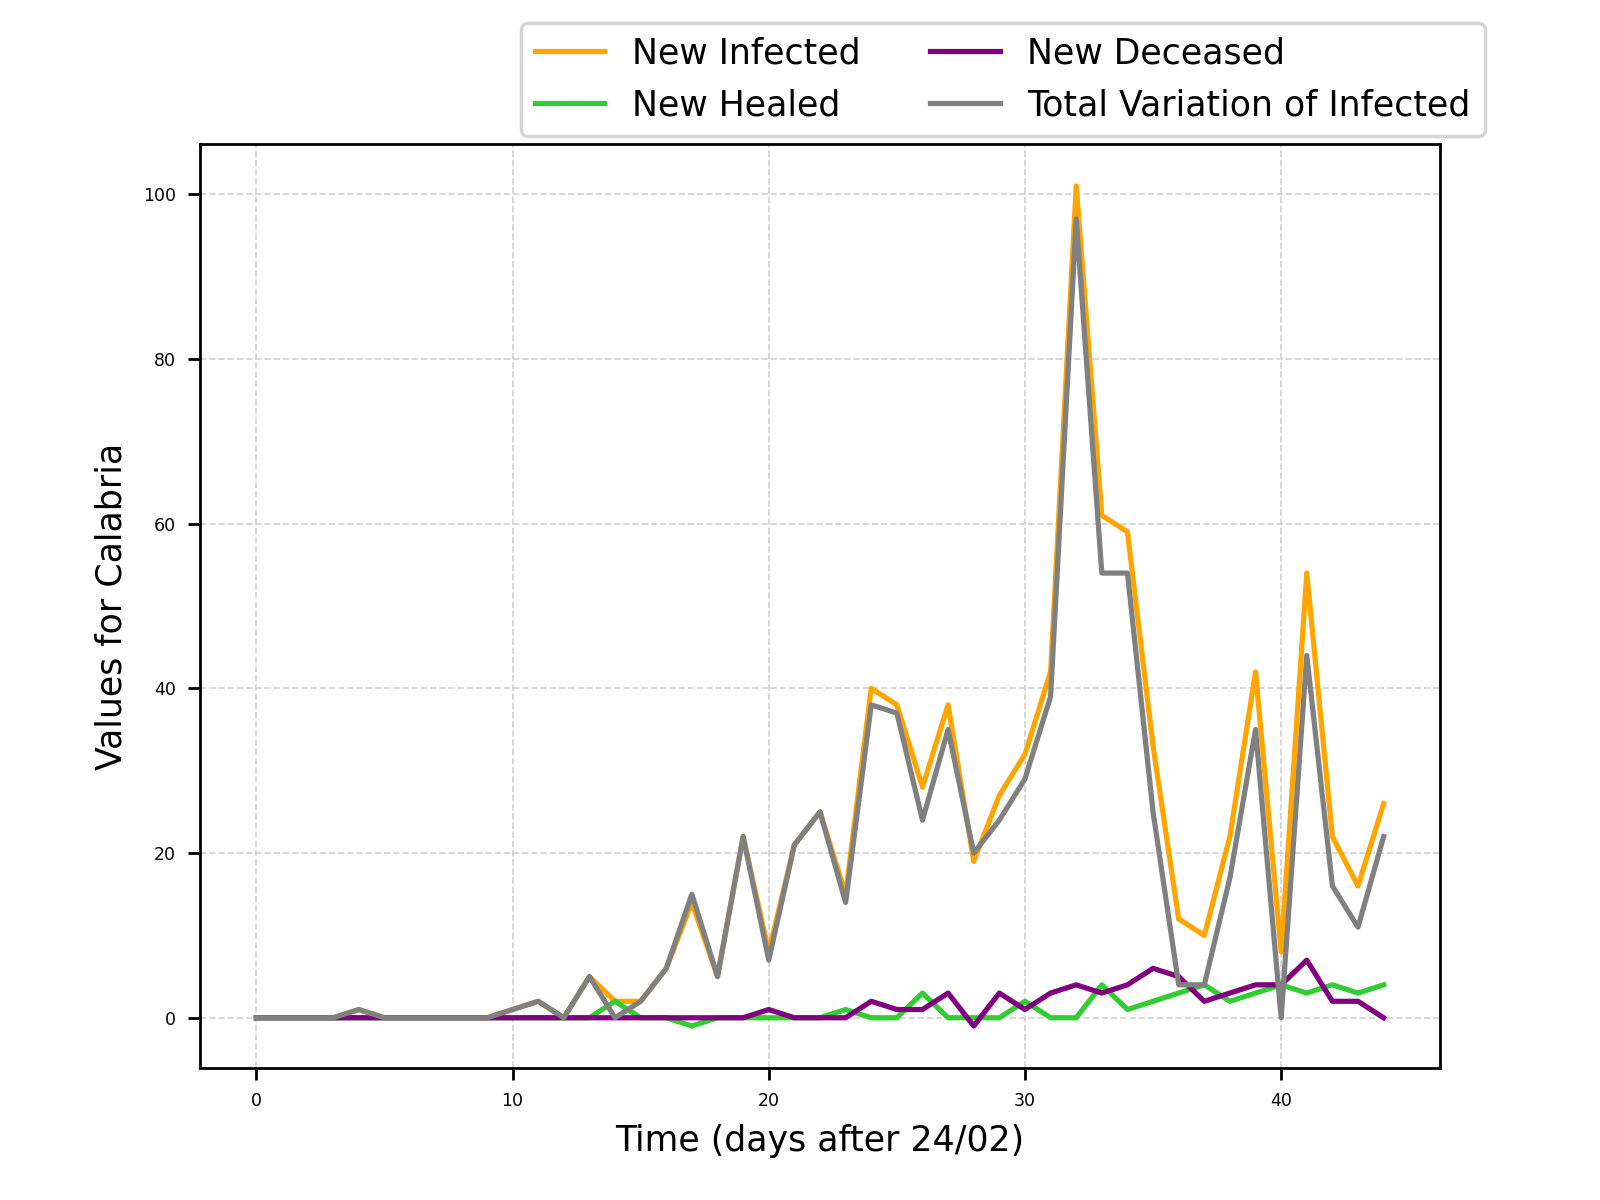 New Infected
New Healed
New Deceased
Total Variation of Infected
100
80
60
40
20
0
Values for Calabria
0 10 20 30 40
Time (days after 24/02)